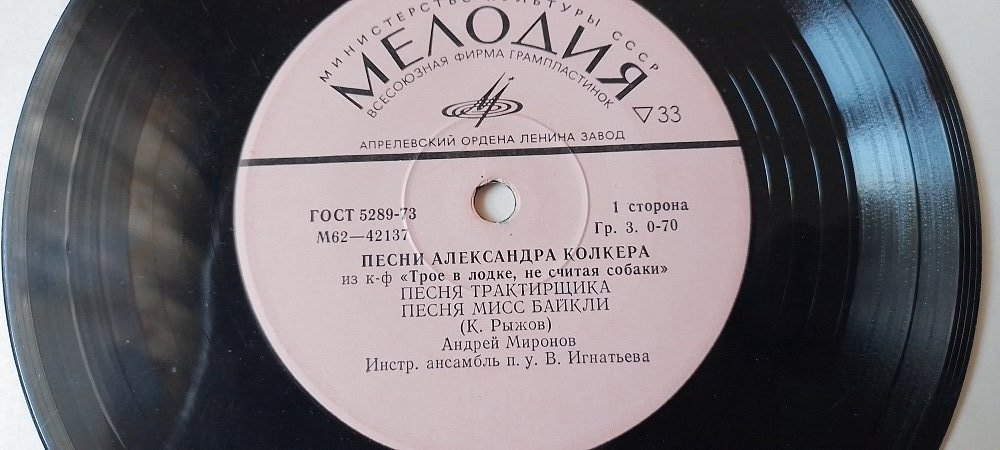 МИНИСТЕРСТВО КУЛЬТУРЫ СССР
МЕЛОДИЯ
ВСЕСОЮЗНАЯ ФИРМА ГРАМПЛАСТИНОК
33
АПРЕЛЕВСКИЙ ОРДЕНА ЛЕНИНА ЗАВОД
ГОСТ 5289-73
1 сторона
М62—42137
Гр. 3. 0-70
ПЕСНИ АЛЕКСАНДРА КОЛКЕРА
из к-ф «Трое в лодке, не считая собаки»
ПЕСНЯ ТРАКТИРЩИКА
ПЕСНЯ МИСС БАЙКЛИ
(К. Рыжов)
Андрей Миронов
Инстр. ансамбль п. у. В. Игнатьева